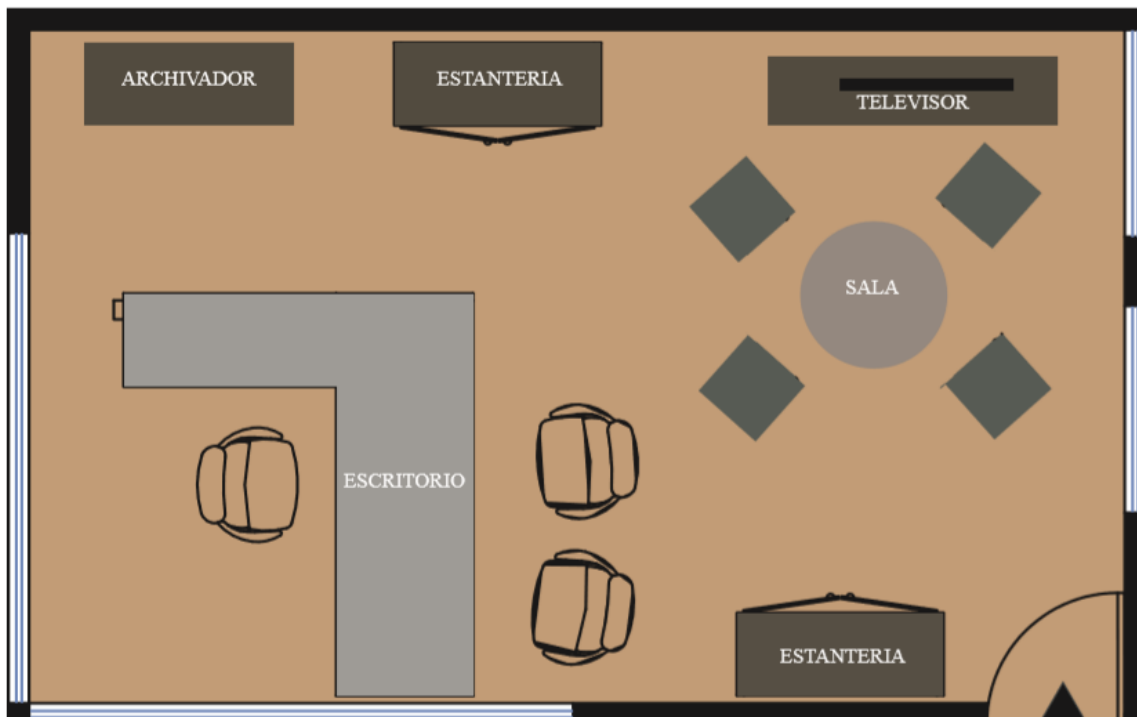 ARCHIVADOR
ESTANTERIA
TELEVISOR
SALA
ESCRITORIO
ESTANTERIA